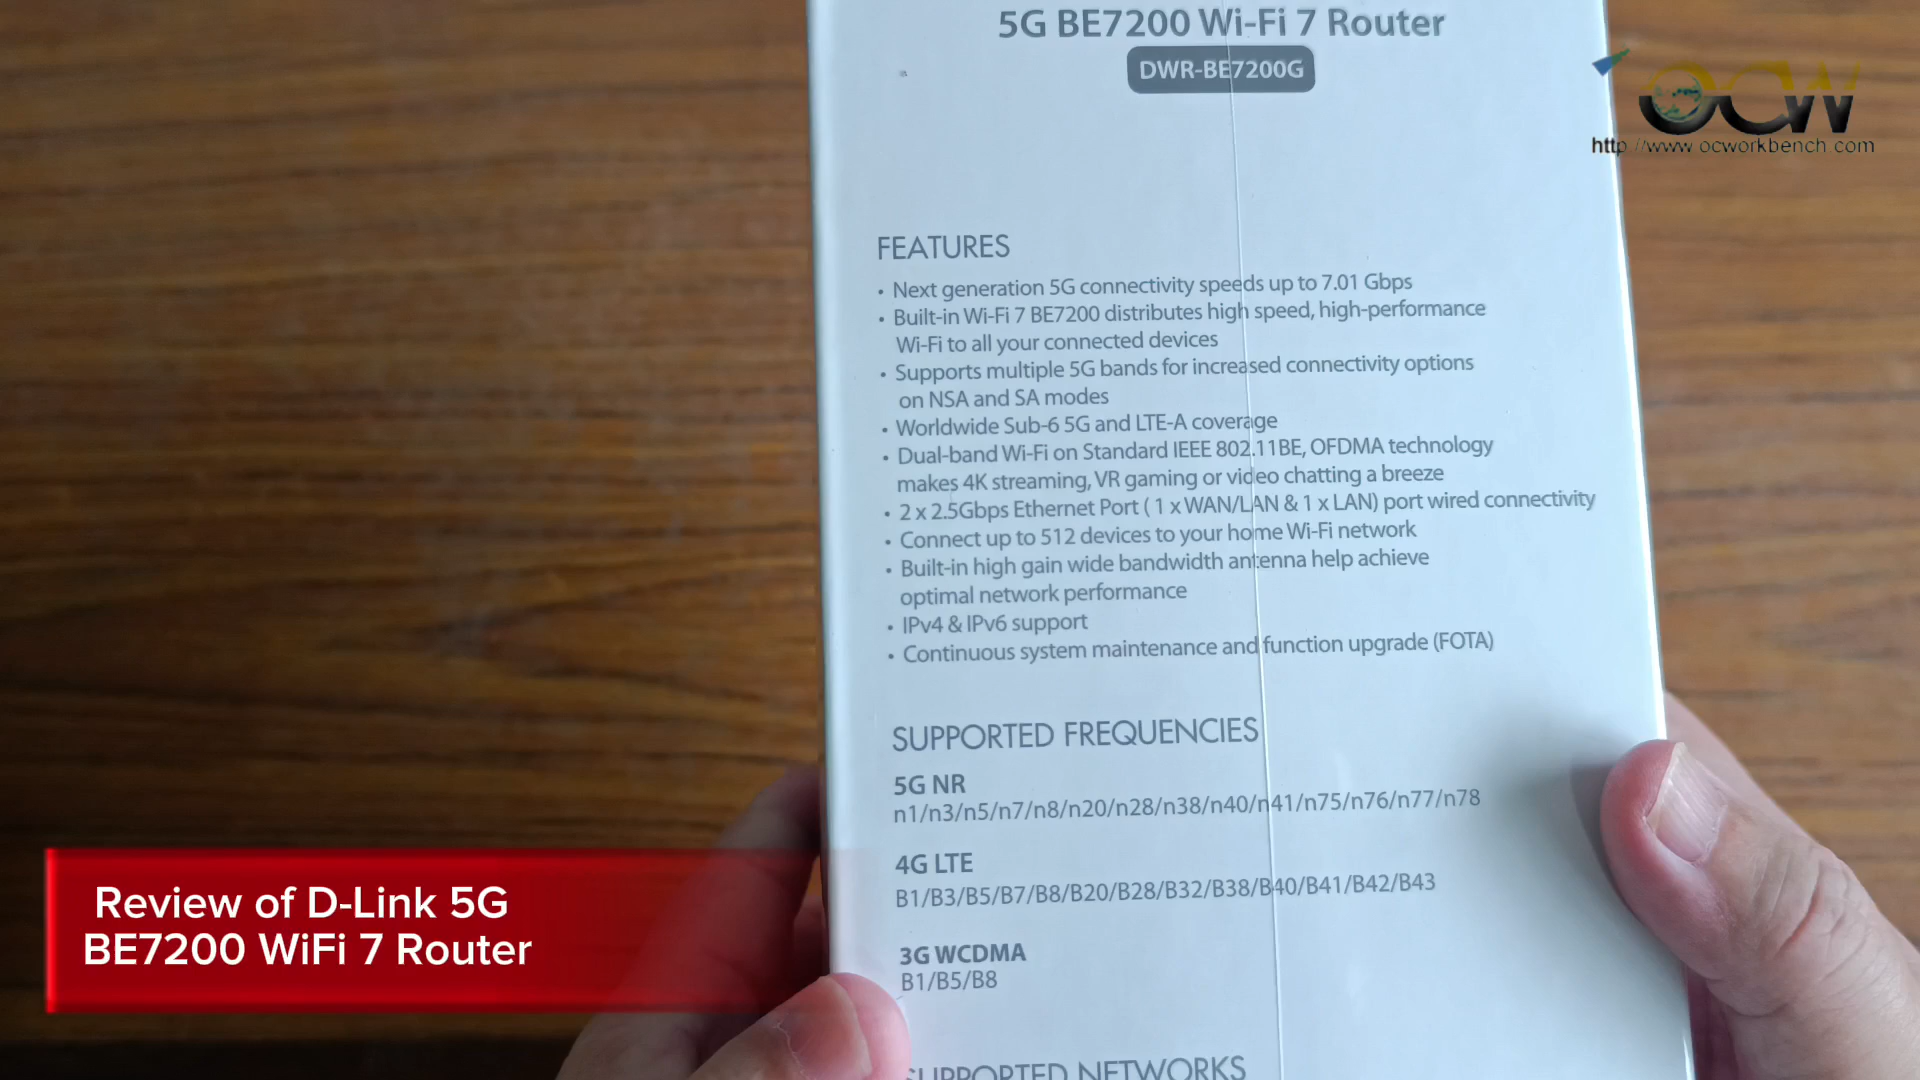 5G BE7200 Wi-Fi 7 Router
DWR-BE7200G
OCW
http://www.ocworkbench.com
FEATURES
• Next generation 5G connectivity speeds up to 7.01 Gbps
• Built-in Wi-Fi 7 BE7200 distributes high speed, high-performance
Wi-Fi to all your connected devices
• Supports multiple 5G bands for increased connectivity options
on NSA and SA modes
• Worldwide Sub-6 5G and LTE-A coverage
• Dual-band Wi-Fi on Standard IEEE 802.11BE, OFDMA technology
makes 4K streaming, VR gaming or video chatting a breeze
• 2 x 2.5Gbps Ethernet Port ( 1 x WAN/LAN & 1 x LAN) port wired connectivity
• Connect up to 512 devices to your home Wi-Fi network
• Built-in high gain wide bandwidth antenna help achieve
optimal network performance
• IPv4 & IPv6 support
• Continuous system maintenance and function upgrade (FOTA)
SUPPORTED FREQUENCIES
5G NR
n1/n3/n5/n7/n8/n20/n28/n38/n40/n41/n75/n76/n77/n78
4G LTE
B1/B3/B5/B7/B8/B20/B28/B32/B38/B40/B41/B42/B43
3G WCDMA
B1/B5/B8
SUPPORTED NETWORKS
Review of D-Link 5G
BE7200 WiFi 7 Router